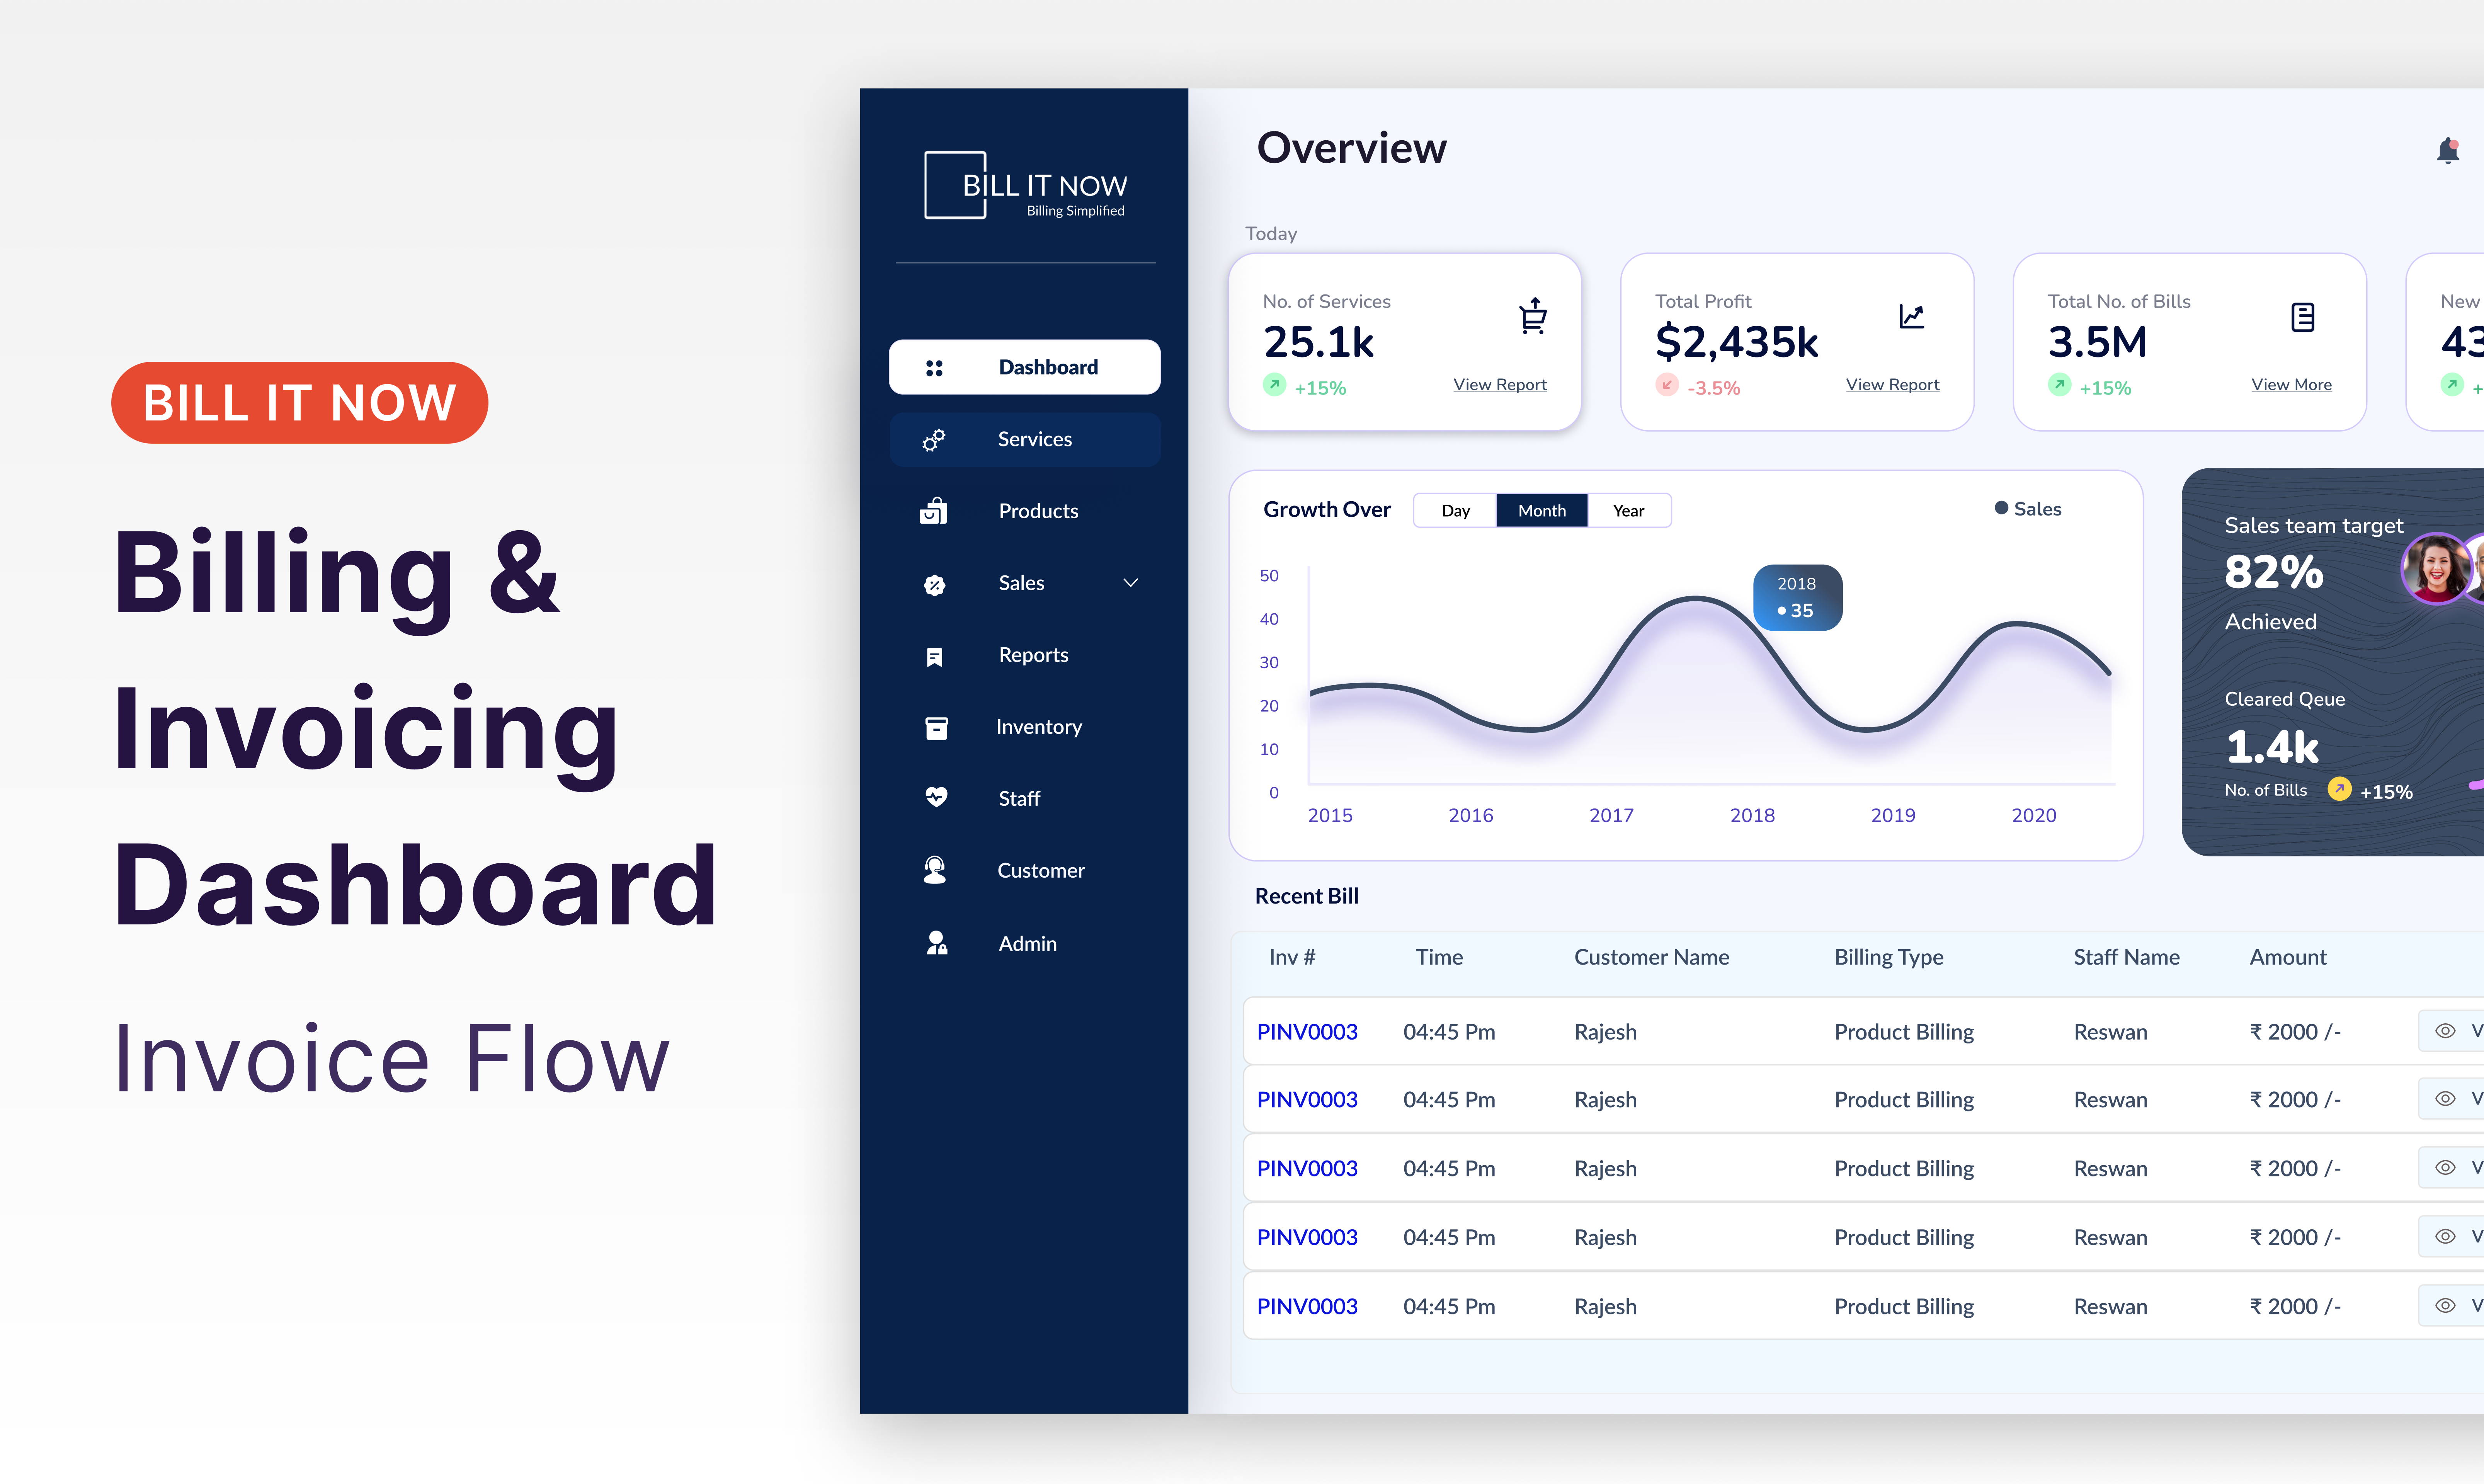 BILL IT NOW
Billing &
Invoicing
Dashboard
Invoice Flow
BILL IT NOW
Billing Simplified
Dashboard
Services
Products
Sales
Reports
Inventory
Staff
Customer
Admin
Overview
Today
No. of Services
25.1k
+15%
View Report
Total Profit
$2,435k
-3.5%
View Report
Total No. of Bills
3.5M
+15%
View More
New
43
+
Growth Over
Day
Month
Year
Sales
50
40
30
20
10
0
2018
35
2015
2016
2017
2018
2019
2020
Sales team target
82%
Achieved
Cleared Qeue
1.4k
No. of Bills
+15%
Recent Bill
Inv # Time Customer Name Billing Type Staff Name Amount
PINV0003 04:45 Pm Rajesh Product Billing Reswan ₹ 2000 /- V
PINV0003 04:45 Pm Rajesh Product Billing Reswan ₹ 2000 /- V
PINV0003 04:45 Pm Rajesh Product Billing Reswan ₹ 2000 /- V
PINV0003 04:45 Pm Rajesh Product Billing Reswan ₹ 2000 /- V
PINV0003 04:45 Pm Rajesh Product Billing Reswan ₹ 2000 /- V